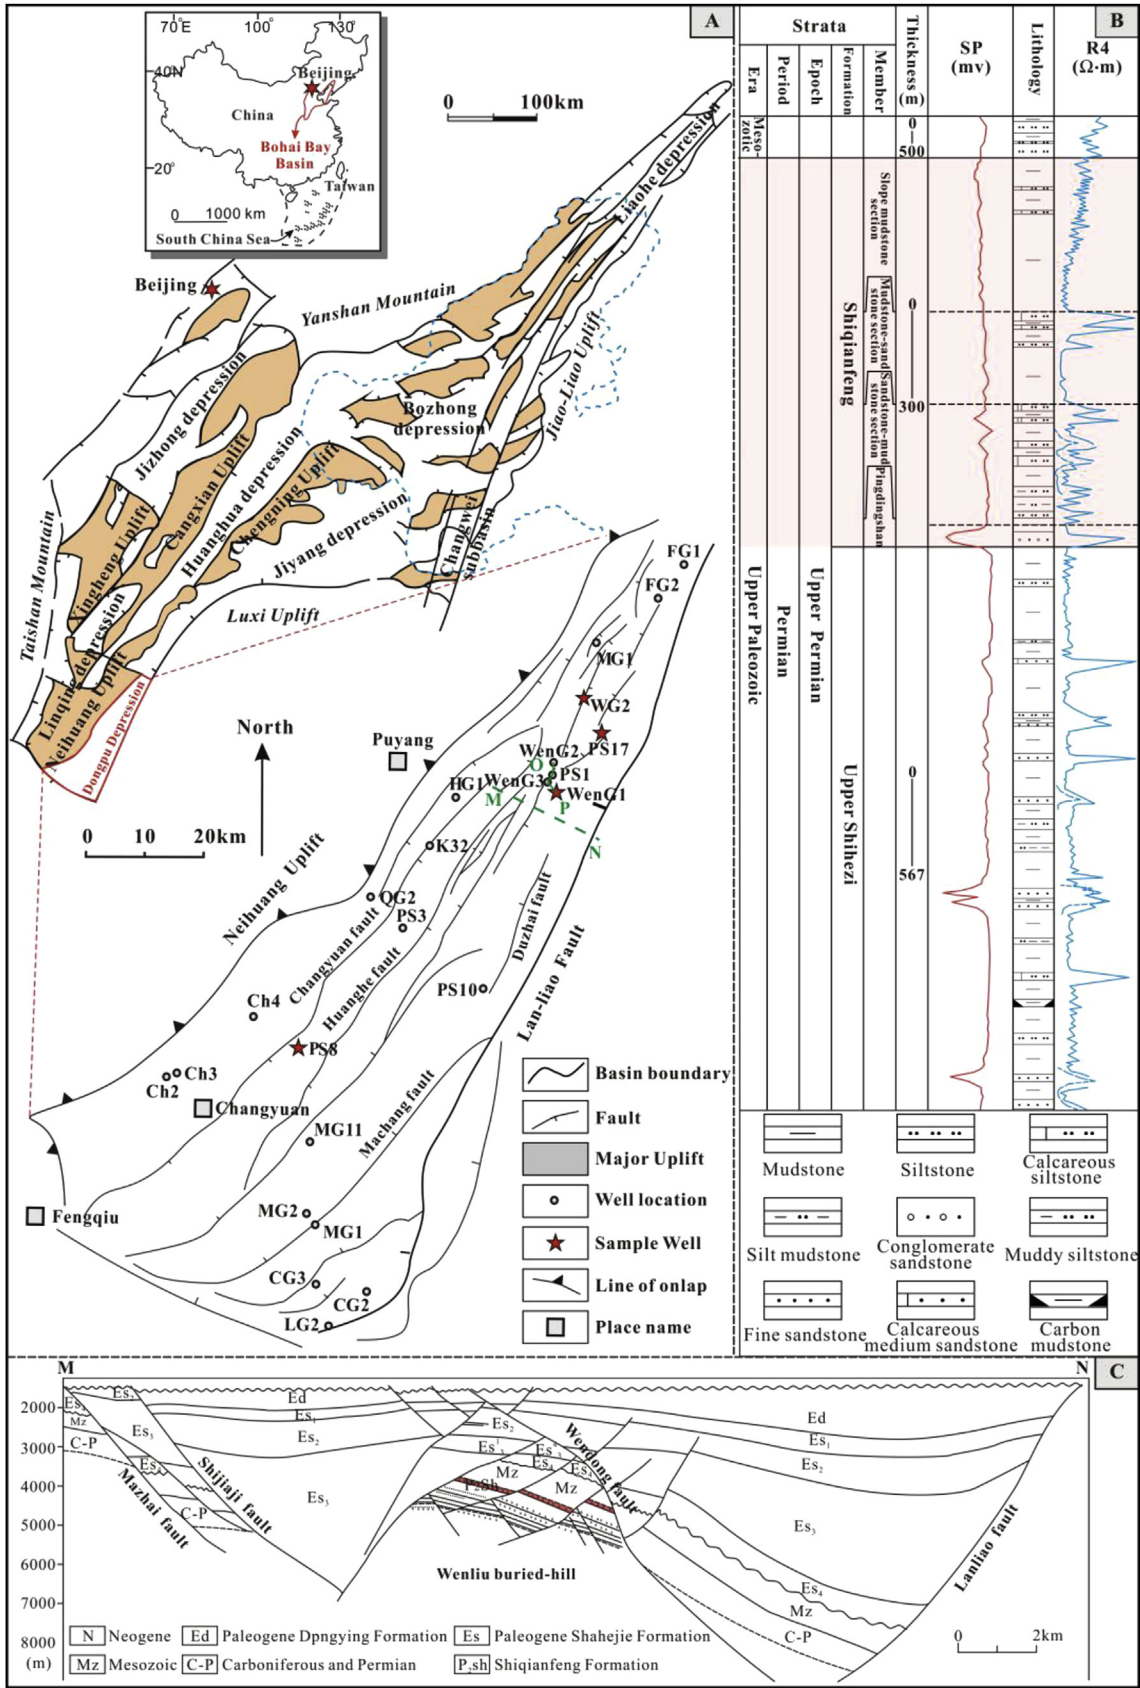 A
70°E
100°
130°
40N
Beijing
China
Bohai Bay
Basin
20°
Taiwan
0
1000 km
South China Sea
0
100km
Liaohe depression
Beijing
Yanshan Mountain
Jiao-Liao Uplift
Bozhong
depression
Jizhong depression
Cangxian Uplift
Huanghua depression
Chengning Uplift
Jiyang depression
Changwei
subbasin
Xingheng Uplift
Taishan Mountain
Luxi Uplift
Linqing depression
Neihuang Uplift
Dongpu Depression
North
0
10
20km
FG1
FG2
MG1
WG2
PS17
Puyang
WenG2
O
PS1
HG1
WenG3
WenG1
M
P
N
K32
QG2
PS3
Neihuang Uplift
Changyuan fault
Huanghe fault
Duzhai fault
Lan-liao Fault
PS10
Ch4
PS8
Ch3
Ch2
Changyuan
MG11
Machang fault
Fengqiu
MG2
MG1
CG3
CG2
LG2
Basin boundary
Fault
Major Uplift
Well location
Sample Well
Line of onlap
Place name
B
Strata
Era
Period
Epoch
Formation
Member
Thickness
(m)
SP
(mv)
Lithology
R4
(Ω·m)
Meso-
zotic
0
500
Slope mudstone
section
Mudstone-sand
stone section
Sandstone-mud
stone section
Pingdingshan
Shiqianfeng
0
300
Upper Paleozoic
Permian
Upper Permian
Upper Shihezi
0
567
Mudstone
Siltstone
Calcareous
siltstone
Silt mudstone
Conglomerate
sandstone
Muddy siltstone
Fine sandstone
Calcareous
medium sandstone
Carbon
mudstone
M
N
C
2000
3000
4000
5000
6000
7000
8000
(m)
Es₂
Mz
C-P
Es₃
Mazhai fault
C-P
Shijiaji fault
Ed
Es₁
Es₂
Es₃
Es₂
Es₄
Mz
P₂Sh
Mz
Wendong fault
Wenliu buried-hill
Ed
Es₁
Es₂
Es₃
Es₄
Mz
C-P
Lanliao fault
0
2km
N Neogene
Ed Paleogene Dpngying Formation
Es Paleogene Shahejie Formation
Mz Mesozoic
C-P Carboniferous and Permian
P₂sh Shiqianfeng Formation